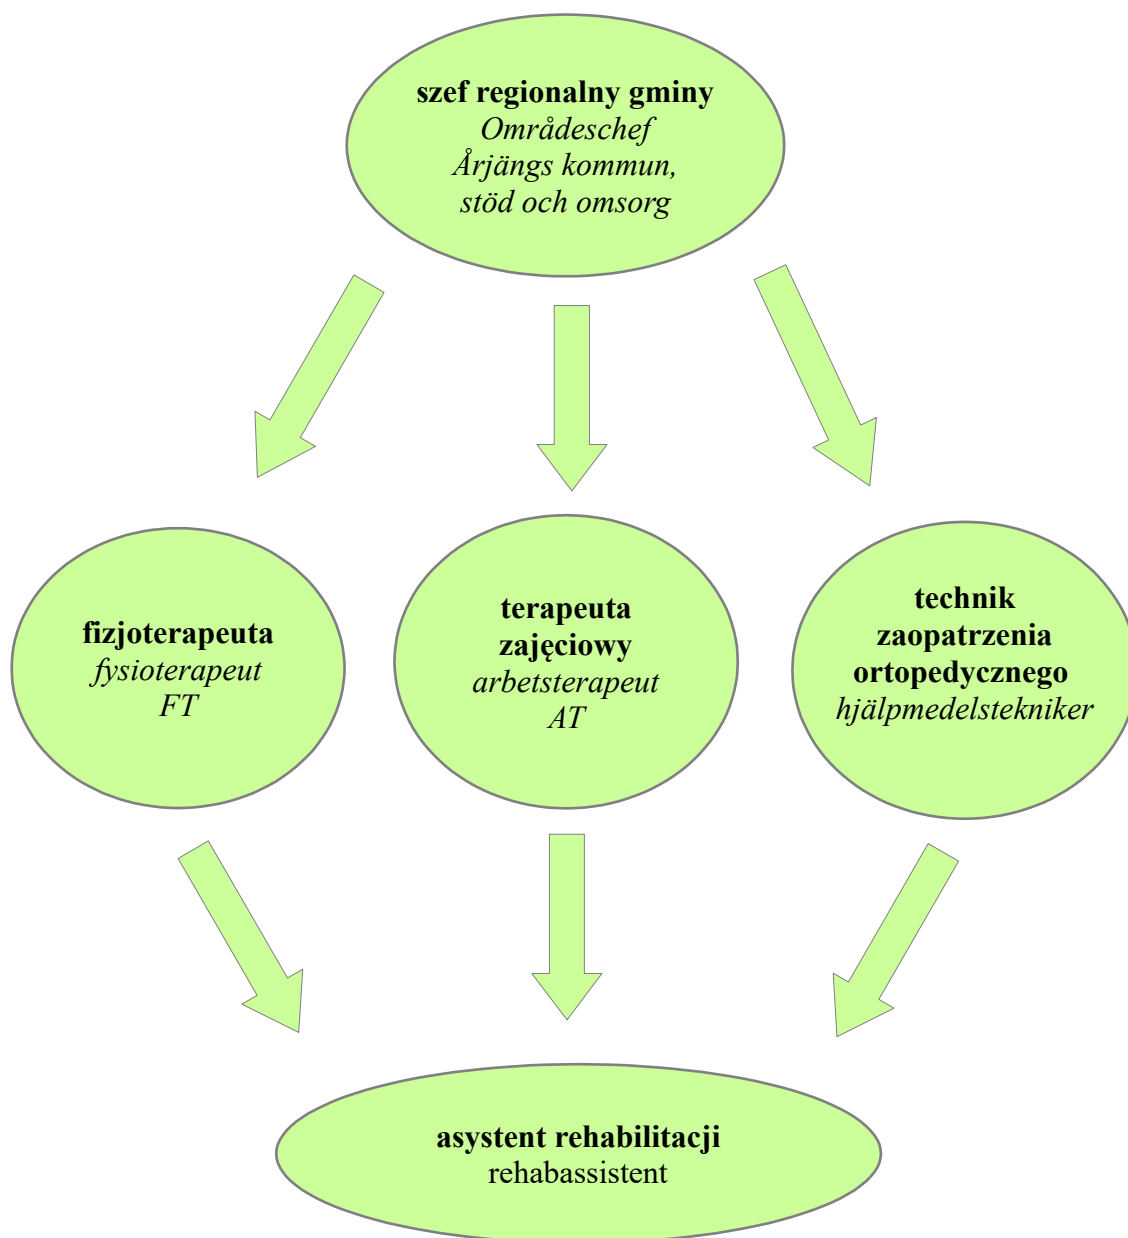 szef regionalny gminy
Områdeschef
Årjängs kommun,
stöd och omsorg
fizjoterapeuta
fysioterapeut
FT
terapeuta
zajęciowy
arbetsterapeut
AT
technik
zaopatrzenia
ortopedycznego
hjälpmedelstekniker
asystent rehabilitacji
rehabassistent